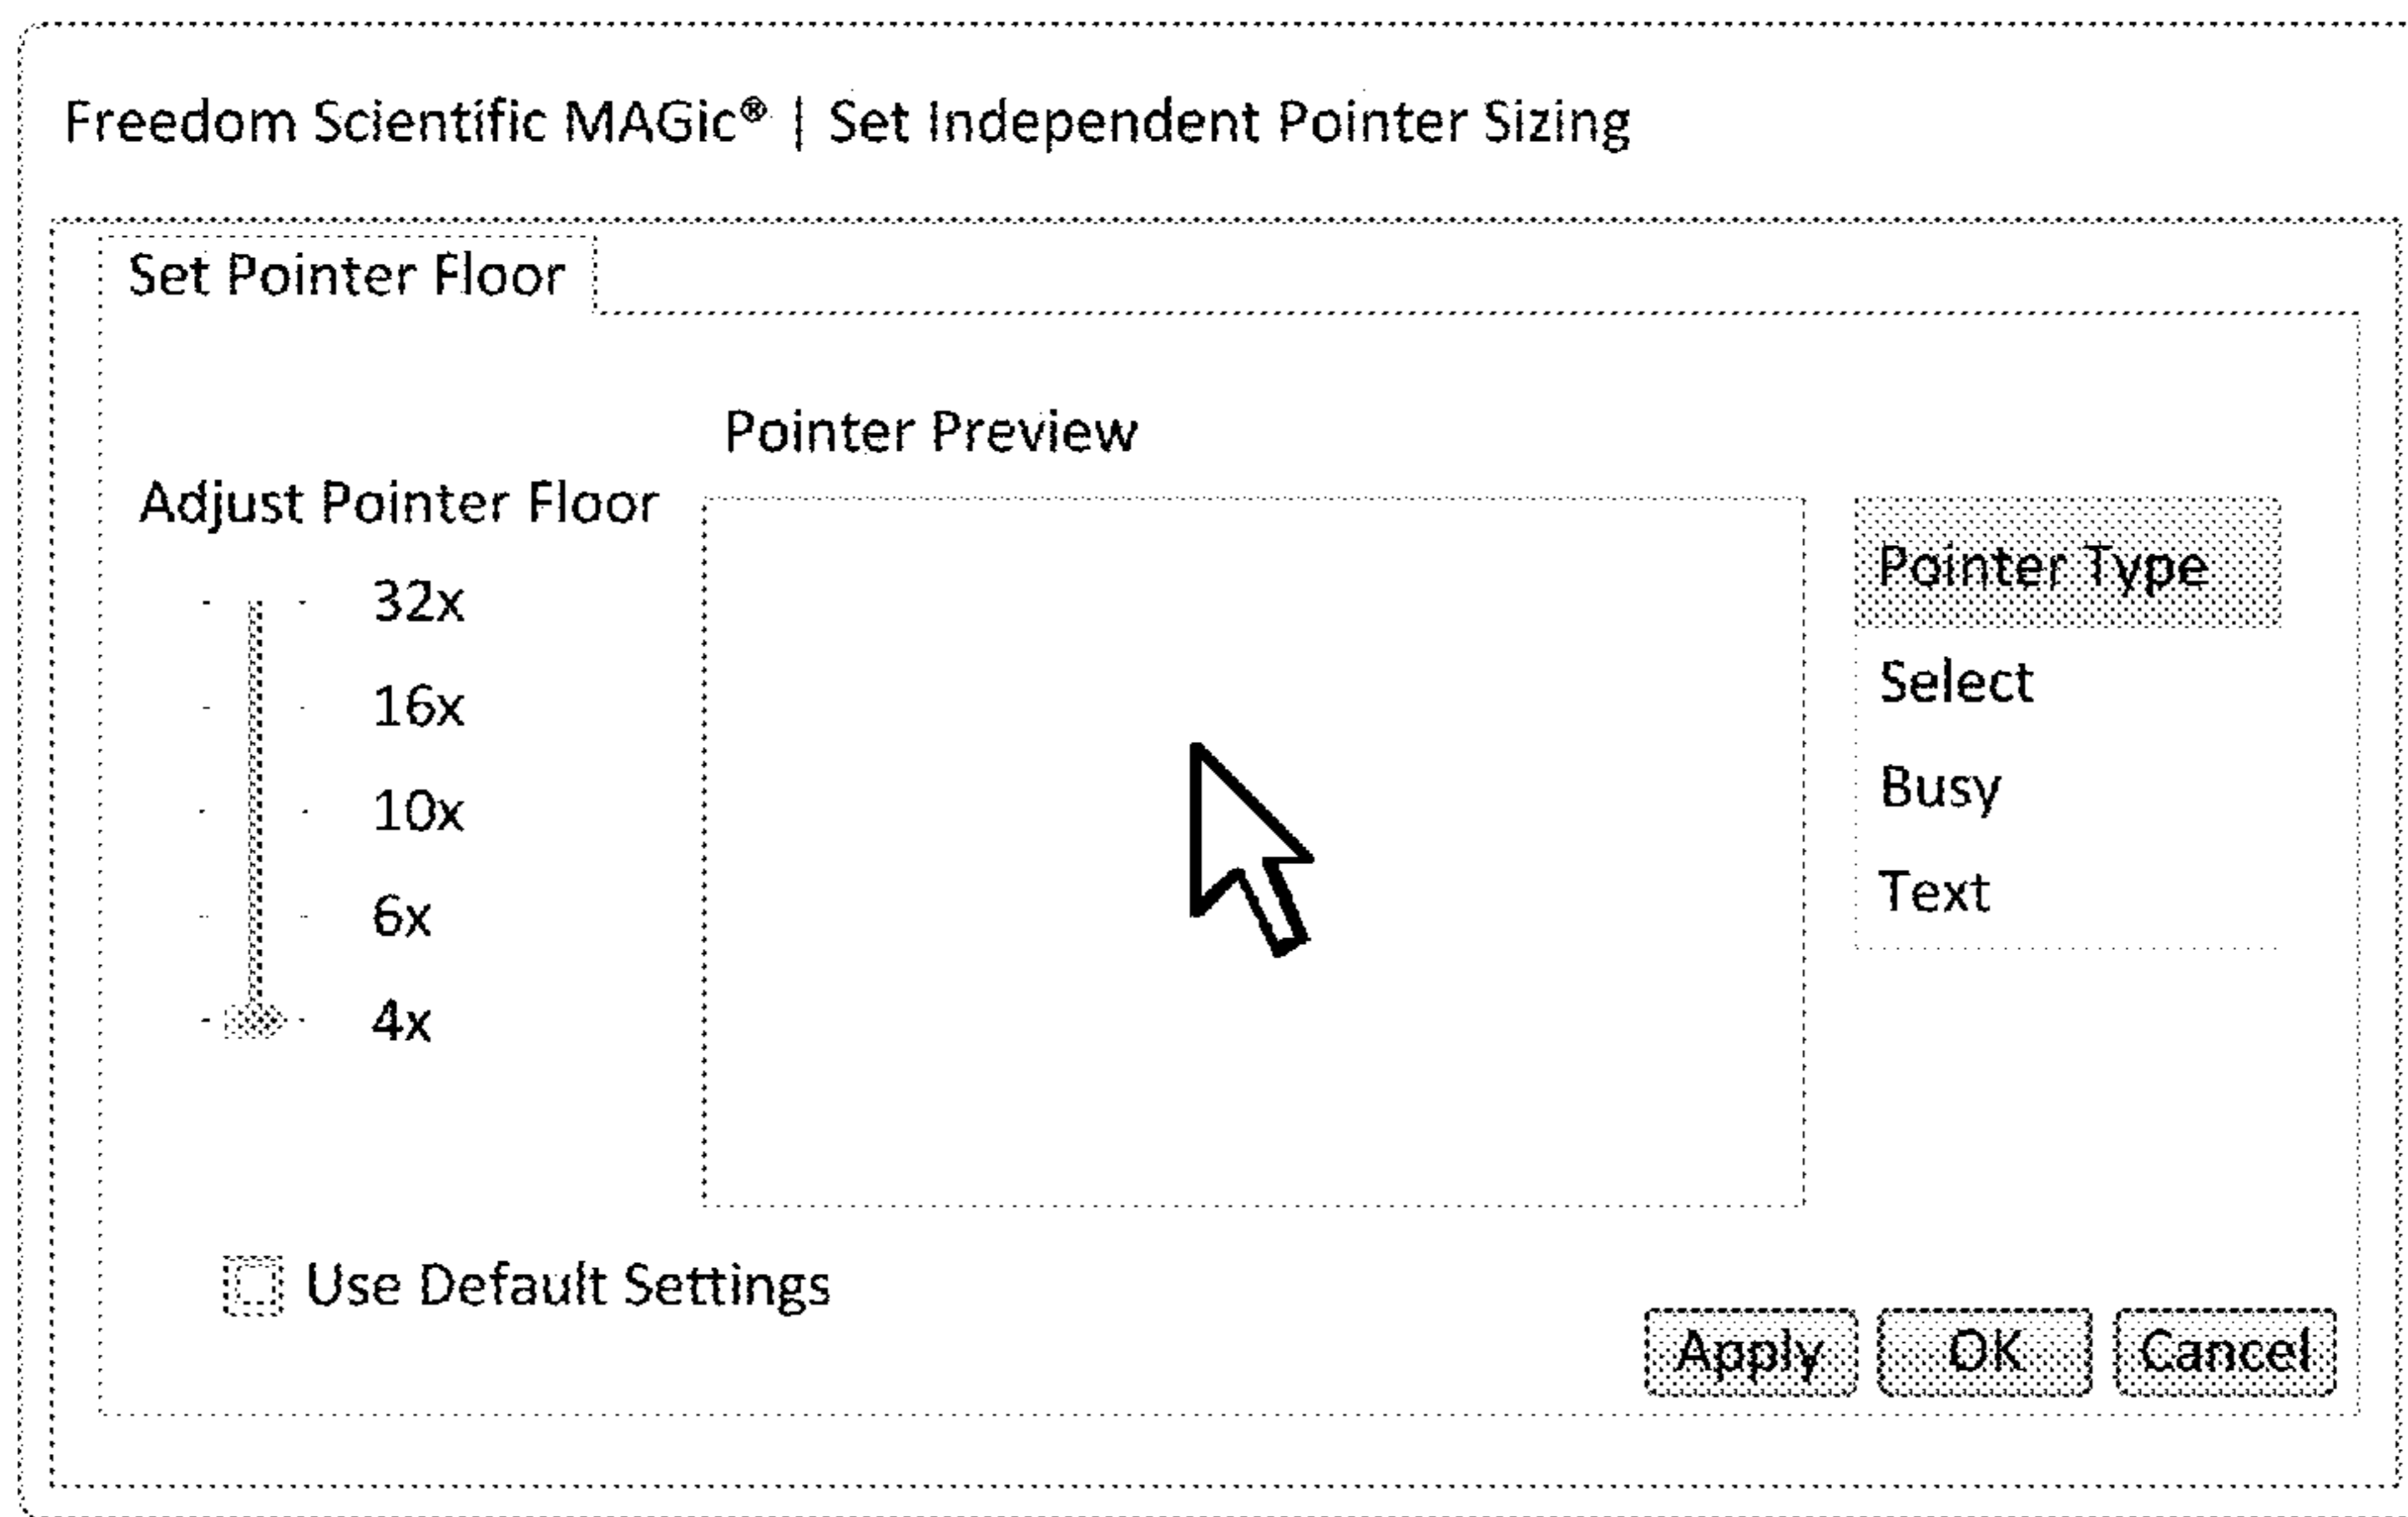 Freedom Scientific MAGic® | Set Independent Pointer Sizing
Set Pointer Floor
Pointer Preview
Adjust Pointer Floor
32x
16x
10x
6x
4x
Pointer Type
Select
Busy
Text
Use Default Settings
Apply OK Cancel